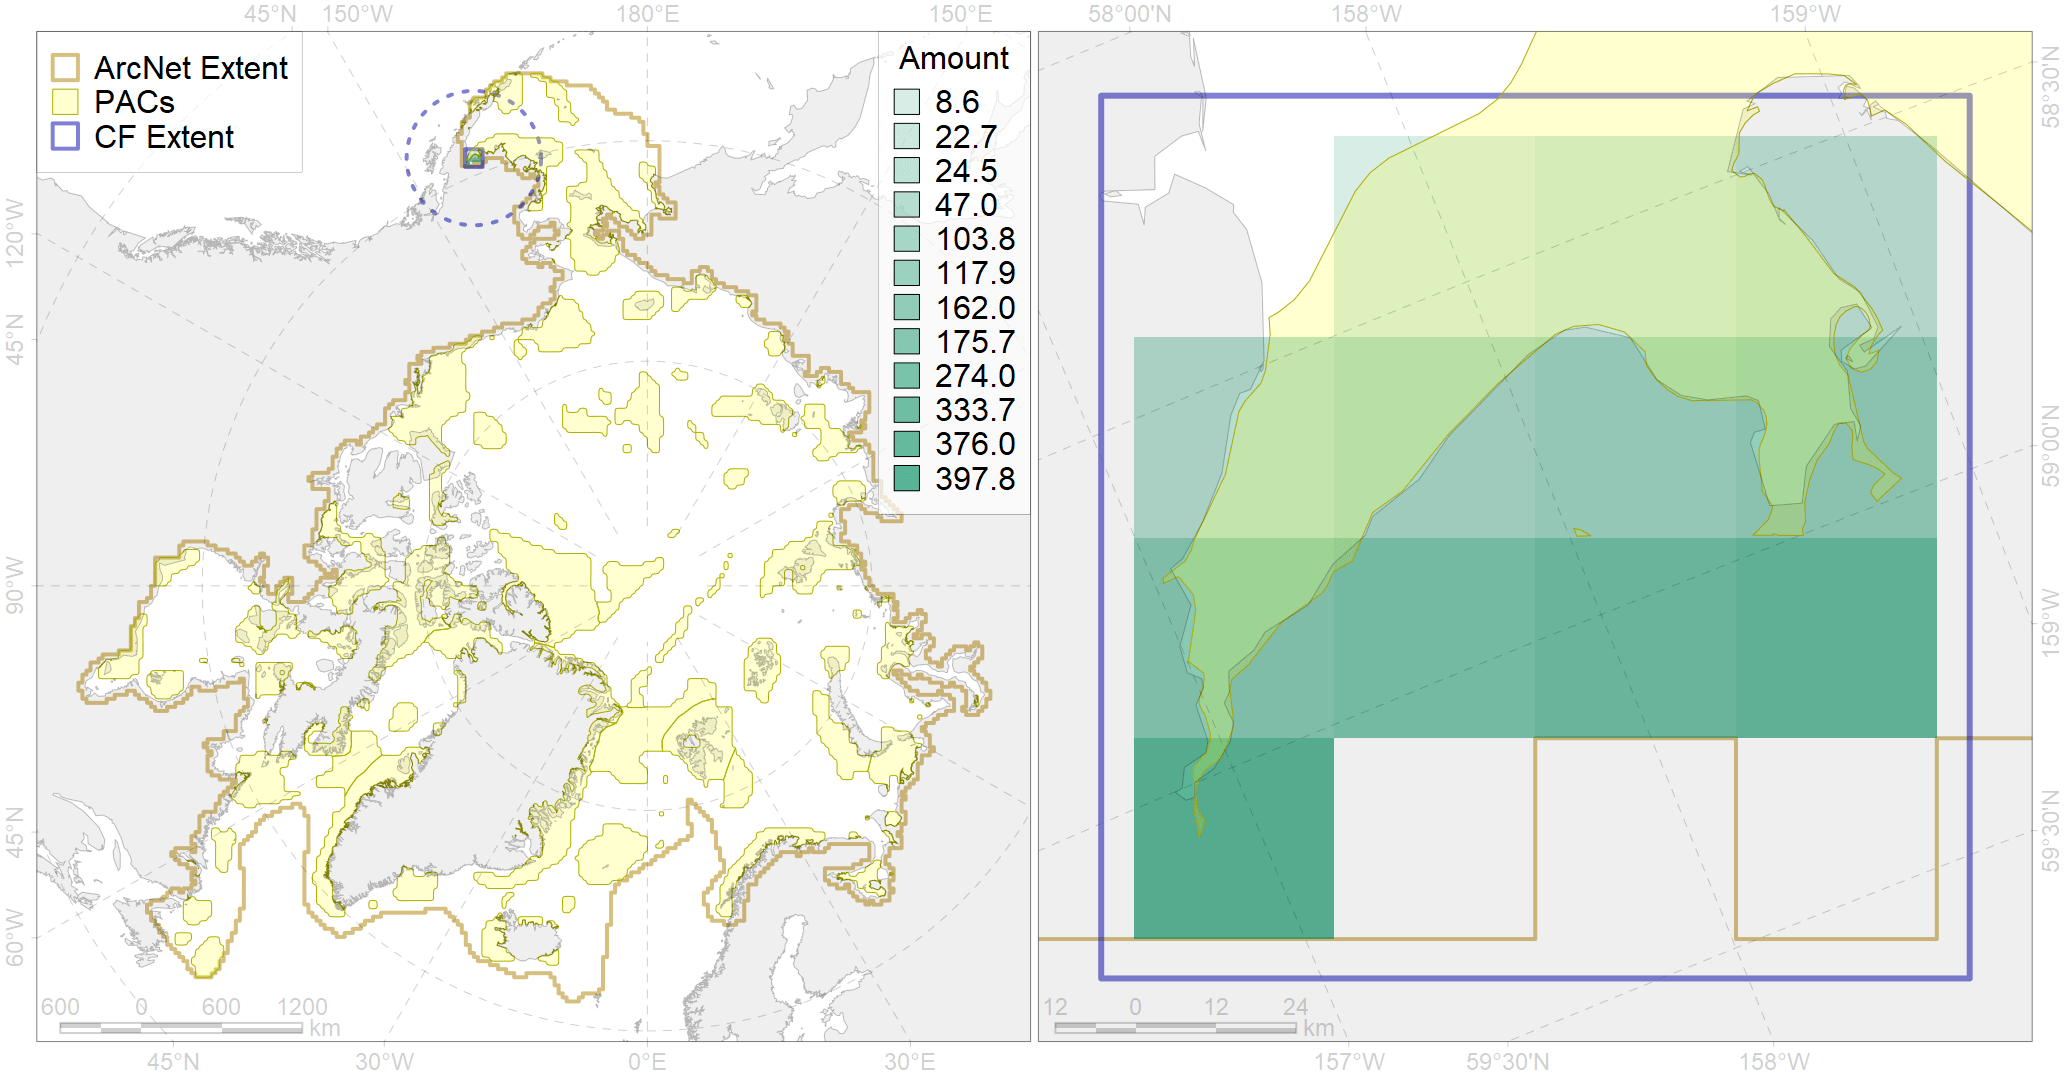 45°N 150°W 180°E 150°E 58°00'N 158°W 159°W
ArcNet Extent
PACs
CF Extent
Amount
8.6
22.7
24.5
47.0
103.8
117.9
162.0
175.7
274.0
333.7
376.0
397.8
120°W
45°N
90°W
45°N
60°W
58°30'N
59°00'N
159°W
59°30'N
600 0 600 1200
km
12 0 12 24
km
45°N 30°W 0°E 30°E 157°W 59°30'N 158°W